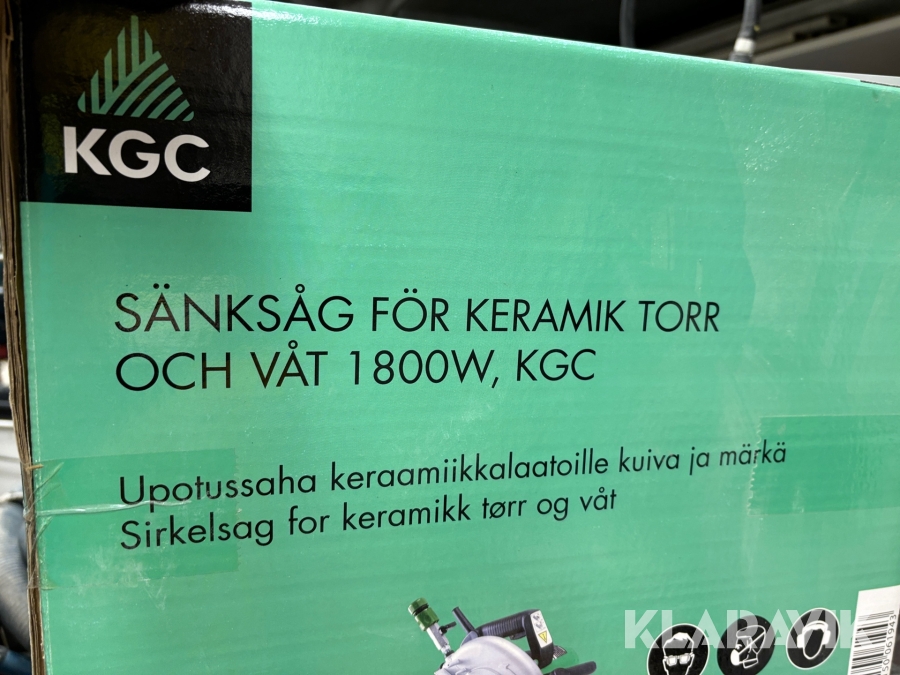 KGC
SÄNKSÅG FÖR KERAMIK TORR
OCH VÅT 1800W, KGC
Upotussaha keraamiikkalaatoille kuiva ja märkä
Sirkelsag for keramikk tørr og våt
KLARAVIK